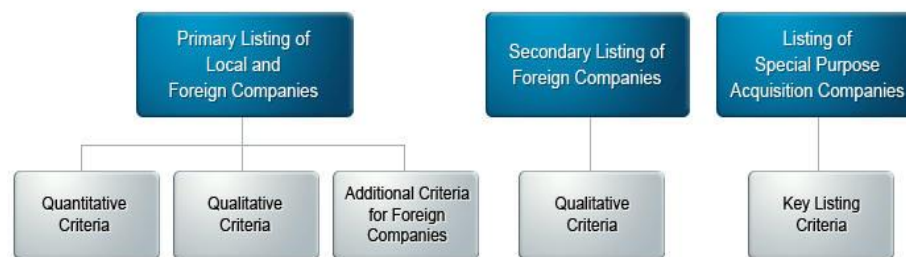 Primary Listing of
Local and
Foreign Companies
Secondary Listing of
Foreign Companies
Listing of
Special Purpose
Acquisition Companies
Quantitative
Criteria
Qualitative
Criteria
Additional Criteria
for Foreign
Companies
Qualitative
Criteria
Key Listing
Criteria